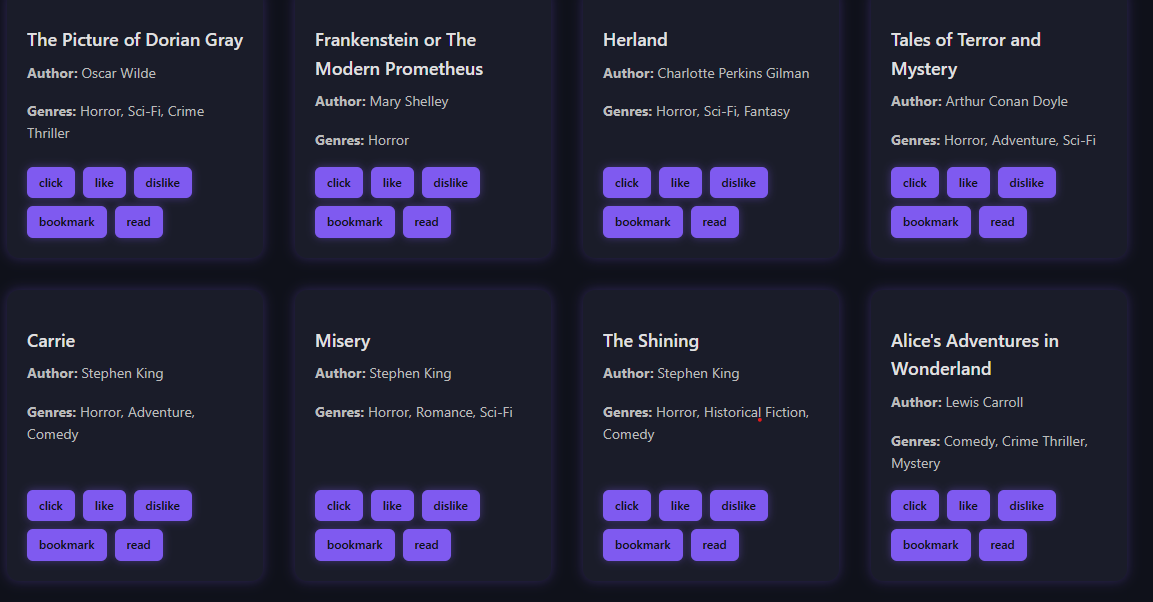 The Picture of Dorian Gray
Author: Oscar Wilde
Genres: Horror, Sci-Fi, Crime
Thriller
click like dislike
bookmark read
Frankenstein or The
Modern Prometheus
Author: Mary Shelley
Genres: Horror
click like dislike
bookmark read
Herland
Author: Charlotte Perkins Gilman
Genres: Horror, Sci-Fi, Fantasy
click like dislike
bookmark read
Tales of Terror and
Mystery
Author: Arthur Conan Doyle
Genres: Horror, Adventure, Sci-Fi
click like dislike
bookmark read
Carrie
Author: Stephen King
Genres: Horror, Adventure,
Comedy
click like dislike
bookmark read
Misery
Author: Stephen King
Genres: Horror, Romance, Sci-Fi
click like dislike
bookmark read
The Shining
Author: Stephen King
Genres: Horror, Historical Fiction,
Comedy
click like dislike
bookmark read
Alice's Adventures in
Wonderland
Author: Lewis Carroll
Genres: Comedy, Crime Thriller,
Mystery
click like dislike
bookmark read